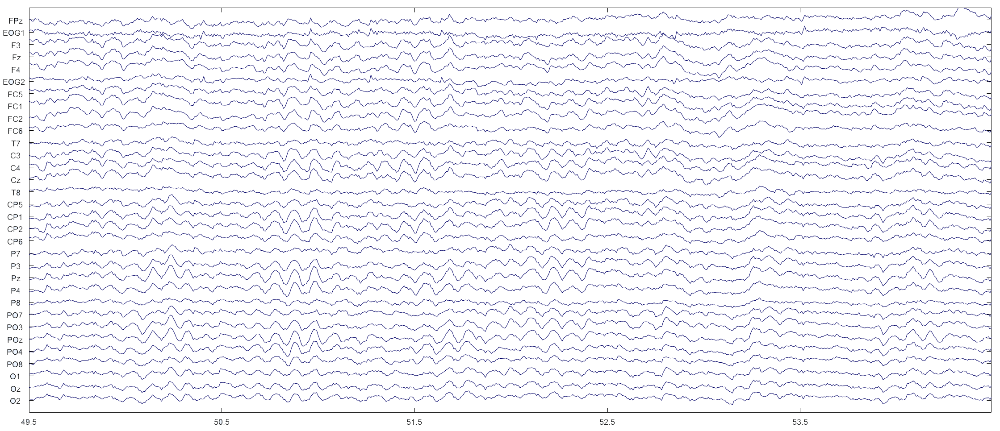 FPz
EOG1
F3
Fz
F4
EOG2
FC5
FC1
FC2
FC6
T7
C3
C4
Cz
T8
CP5
CP1
CP2
CP6
P7
P3
Pz
P4
P8
PO7
PO3
POz
PO4
PO8
O1
Oz
O2
49.5 50.5 51.5 52.5 53.5